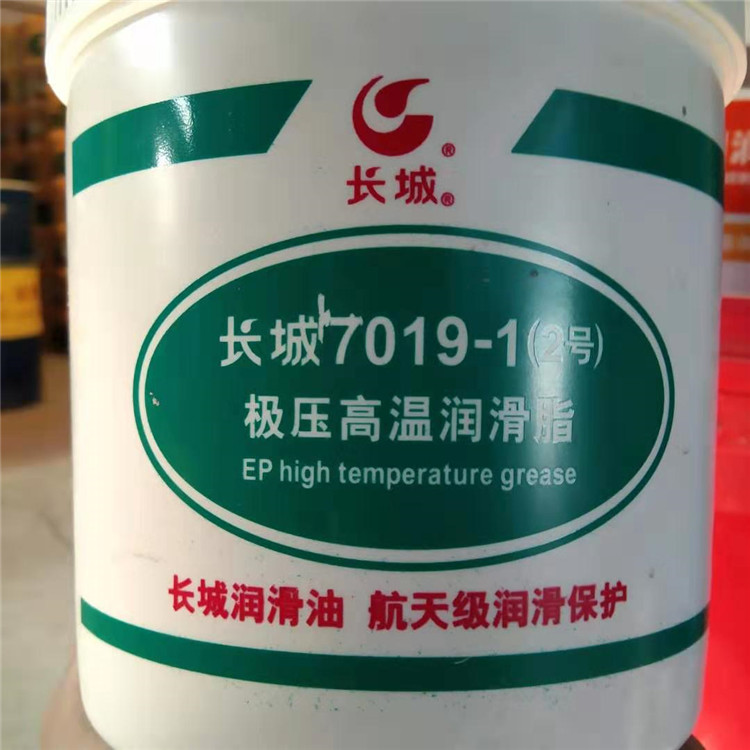 长城®
长城7019-1(2号)
极压高温润滑脂
EP high temperature grease
长城润滑油 航天级润滑保护